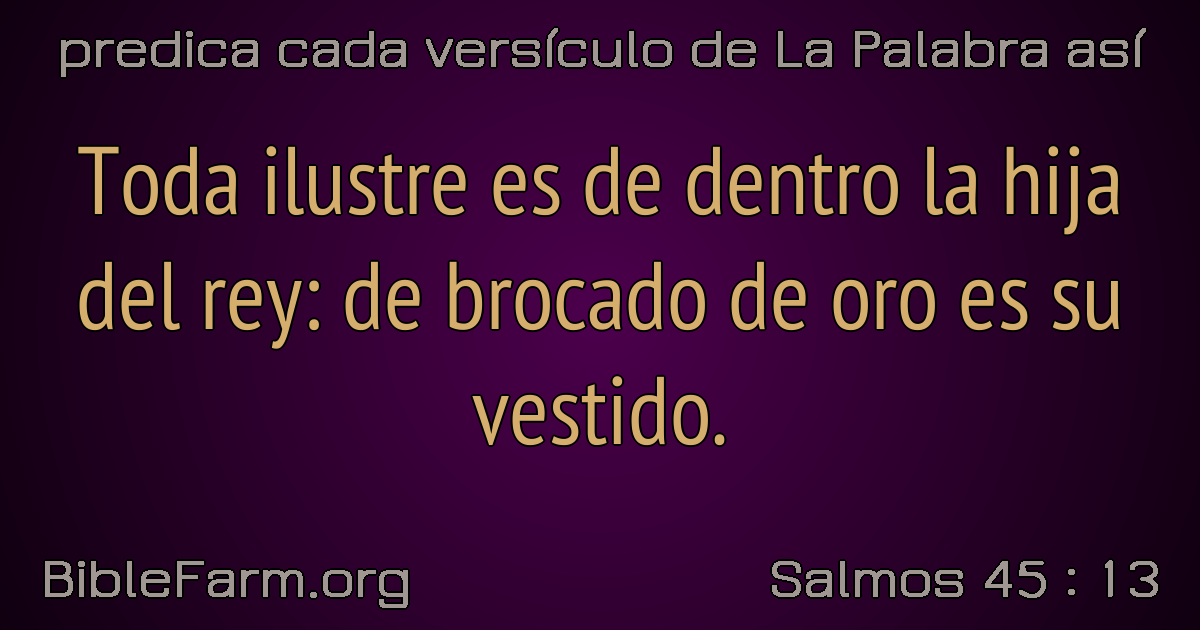 predica cada versículo de La Palabra así
Toda ilustre es de dentro la hija
del rey: de brocado de oro es su
vestido.
BibleFarm.org
Salmos 45 : 13